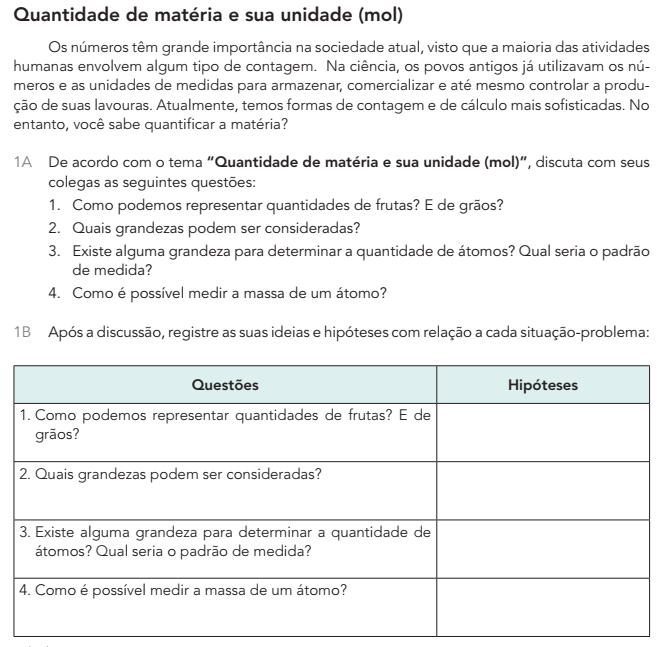 Quantidade de matéria e sua unidade (mol)
Os números têm grande importância na sociedade atual, visto que a maioria das atividades
humanas envolvem algum tipo de contagem. Na ciência, os povos antigos já utilizavam os nú-
meros e as unidades de medidas para armazenar, comercializar e até mesmo controlar a produ-
ção de suas lavouras. Atualmente, temos formas de contagem e de cálculo mais sofisticadas. No
entanto, você sabe quantificar a matéria?
1A De acordo com o tema “Quantidade de matéria e sua unidade (mol)”, discuta com seus
colegas as seguintes questões:
1. Como podemos representar quantidades de frutas? E de grãos?
2. Quais grandezas podem ser consideradas?
3. Existe alguma grandeza para determinar a quantidade de átomos? Qual seria o padrão
de medida?
4. Como é possível medir a massa de um átomo?
1B Após a discussão, registre as suas ideias e hipóteses com relação a cada situação-problema:
Questões Hipóteses
1. Como podemos representar quantidades de frutas? E de
grãos?
2. Quais grandezas podem ser consideradas?
3. Existe alguma grandeza para determinar a quantidade de
átomos? Qual seria o padrão de medida?
4. Como é possível medir a massa de um átomo?